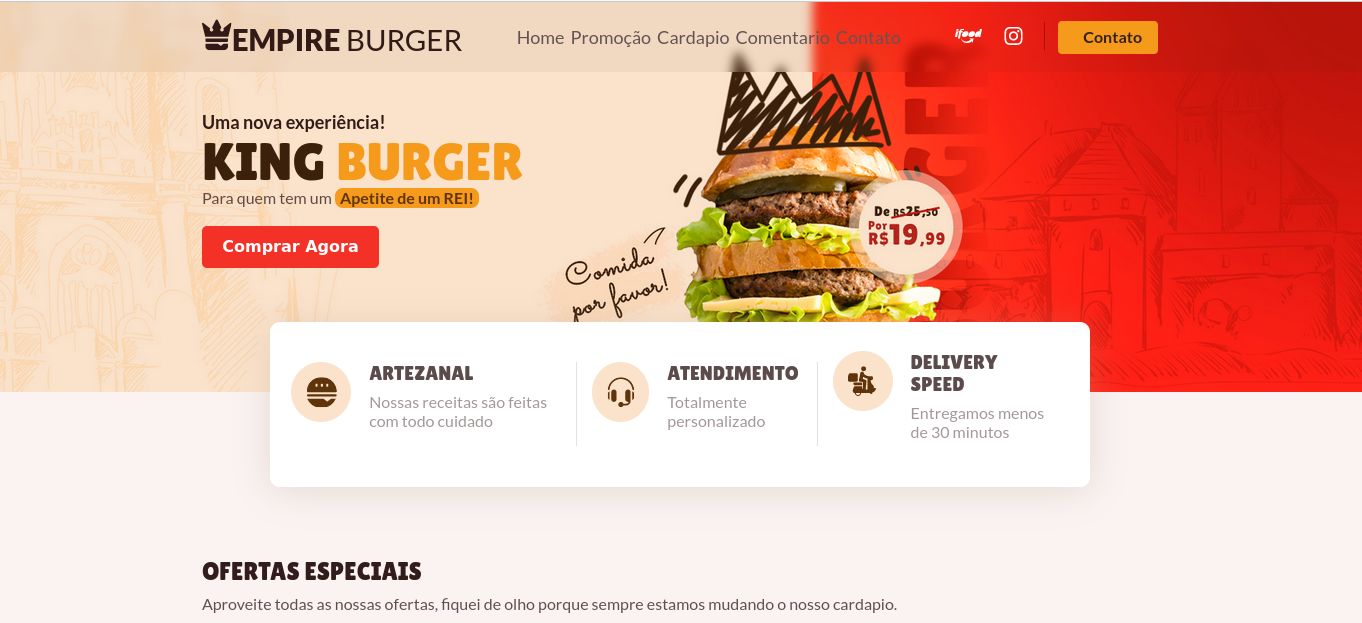 EMPIRE BURGER
Home Promoção Cardapio Comentario Contato
ifood
Contato
Uma nova experiência!
KING BURGER
Para quem tem um Apetite de um REI!
Comprar Agora
Comida
por favor!
De R$25,50
Por
R$19,99
ARTEZANAL
Nossas receitas são feitas
com todo cuidado
ATENDIMENTO
Totalmente
personalizado
DELIVERY
SPEED
Entregamos menos
de 30 minutos
OFERTAS ESPECIAIS
Aproveite todas as nossas ofertas, fiquei de olho porque sempre estamos mudando o nosso cardapio.